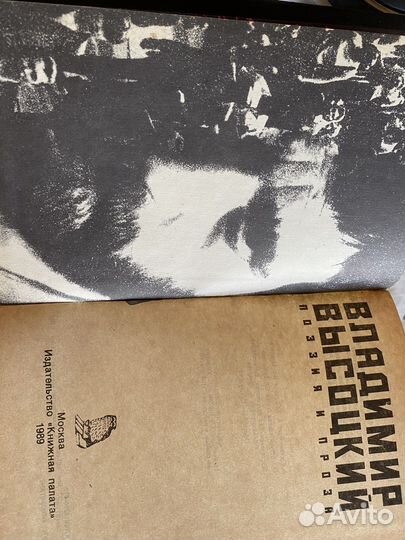 ВЛАДИМИР
ВЫСОЦКИЙ
ПОЭЗИЯ И ПРОЗА
Москва
Издательство «Книжная палата»
1989
Avito